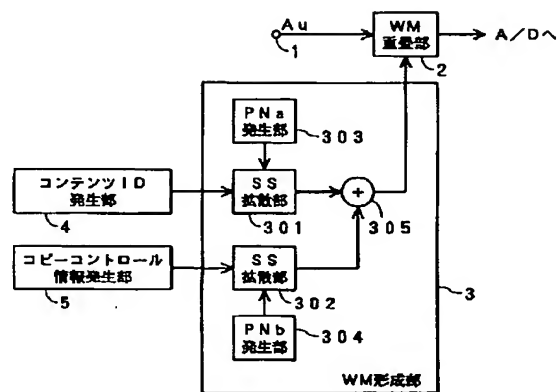 Au
1
WM
重畳部
2
A/Dへ
PNa
発生部
303
コンテンツID
発生部
4
SS
拡散部
301
+
305
コピーコントロール
情報発生部
5
SS
拡散部
302
3
PNb
発生部
304
WM形成部